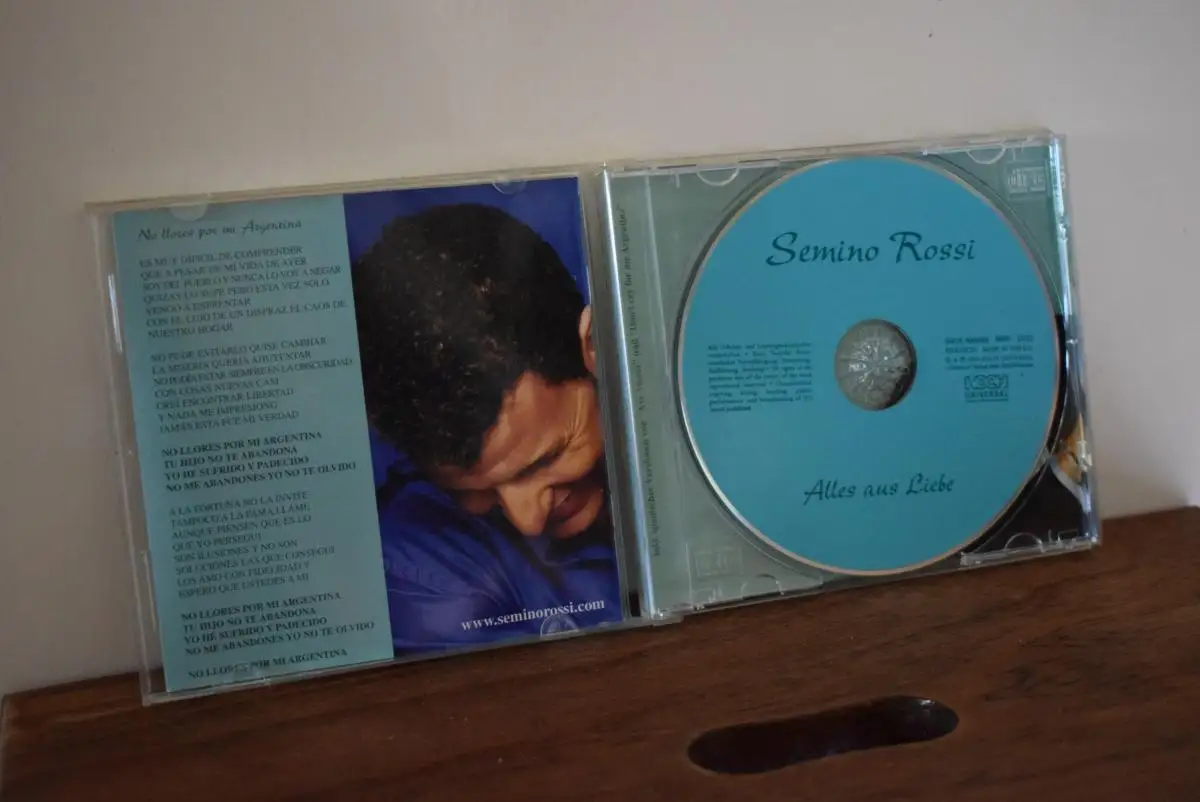 No llores por mi Argentina
ES MUY DIFICIL DE COMPRENDER
QUE A PESAR DE MI VIDA DE AYER
SOY DEL PUEBLO Y NUNCA LO VOY A NEGAR
QUIZAS LO SUPE PERO ESTA VEZ SOLO
VENGO A ENFRENTAR
CON EL LUJO DE UN DISFRAZ EL CAOS DE
NUESTRO HOGAR
NO PUDE EVITARLO QUISE CAMBIAR
LA MISERIA QUERIA AHUYENTAR
NO PODIA ESTAR SIEMPRE EN LA OBSCURIDAD
CON COSAS NUEVAS CASI
CREI ENCONTRAR LIBERTAD
Y NADA ME IMPRESIONO
JAMAS ESTA FUE MI VERDAD
NO LLORES POR MI ARGENTINA
TU HIJO NO TE ABANDONA
YO HE SUFRIDO Y PADECIDO
NO ME ABANDONES YO NO TE OLVIDO
A LA FORTUNA NO LA INVITE
TAMPOCO A LA FAMA LLAME
AUNQUE PIENSEN QUE ES LO
QUE YO PERSEGUI
SON ILUSIONES Y NO SON
SOLUCIONES LAS QUE CONSEGUI
LOS AMO CON FIDELIDAD Y
ESPERO QUE USTEDES A MI
NO LLORES POR MI ARGENTINA
TU HIJO NO TE ABANDONA
YO HE SUFRIDO Y PADECIDO
NO ME ABANDONES YO NO TE OLVIDO
NO LLORES POR MI ARGENTINA
www.seminorossi.com
Semino Rossi
UNIVERSAL
Alles aus Liebe